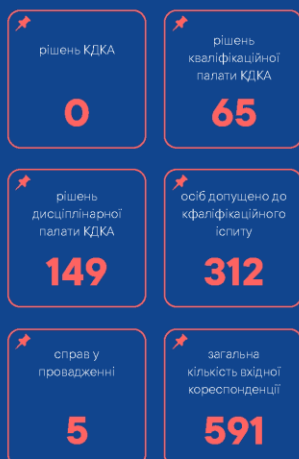 рішень КДКА
0
рішень
кваліфікаційної
палати КДКА
65
рішень
дисціплінарної
палати КДКА
149
осіб допущено до
кфаліфікаційного
іспиту
312
справ у
провадженні
5
загальна
кількість вхідної
кореспонденції
591